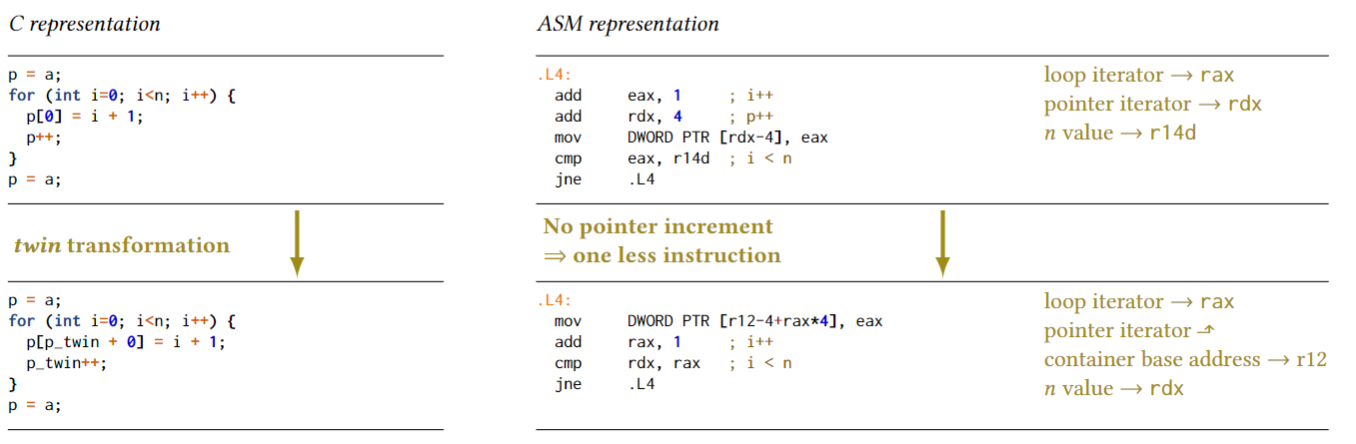 C representation
ASM representation
p = a;
for (int i=0; i<n; i++) {
p[0] = i + 1;
p++;
}
p = a;
.L4:
add eax, 1 ; i++
add rdx, 4 ; p++
mov DWORD PTR [rdx-4], eax
cmp eax, r14d ; i < n
jne .L4
loop iterator → rax
pointer iterator → rdx
n value → r14d
twin transformation
No pointer increment
⇒ one less instruction
p = a;
for (int i=0; i<n; i++) {
p[p_twin + 0] = i + 1;
p_twin++;
}
p = a;
.L4:
mov DWORD PTR [r12-4+rax*4], eax
add rax, 1 ; i++
cmp rdx, rax ; i < n
jne .L4
loop iterator → rax
pointer iterator ⬏
container base address → r12
n value → rdx